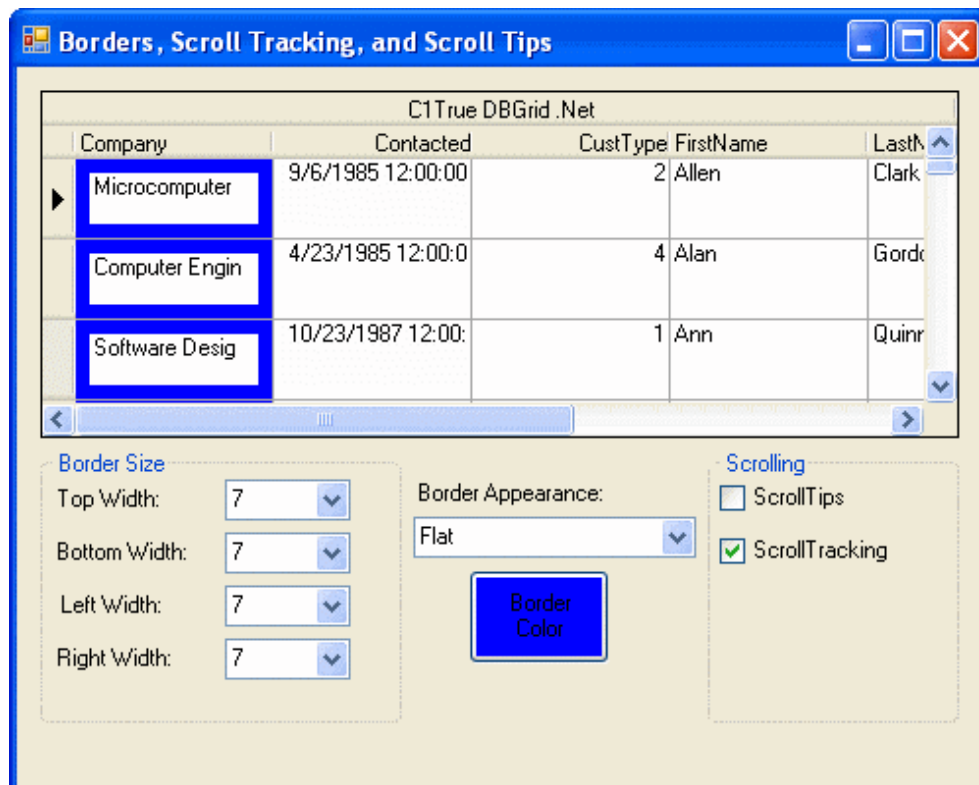 Borders, Scroll Tracking, and Scroll Tips
C1True DBGrid .Net
Company Contacted CustType FirstName
Microcomputer 9/6/1985 12:00:00 2 Allen Clark
Computer Engin 4/23/1985 12:00:0 4 Alan Gord
Software Desig 10/23/1987 12:00: 1 Ann Quinn
Border Size
Top Width: 7
Bottom Width: 7
Left Width: 7
Right Width: 7
Border Appearance:
Flat
Border
Color
Scrolling
ScrollTips
ScrollTracking